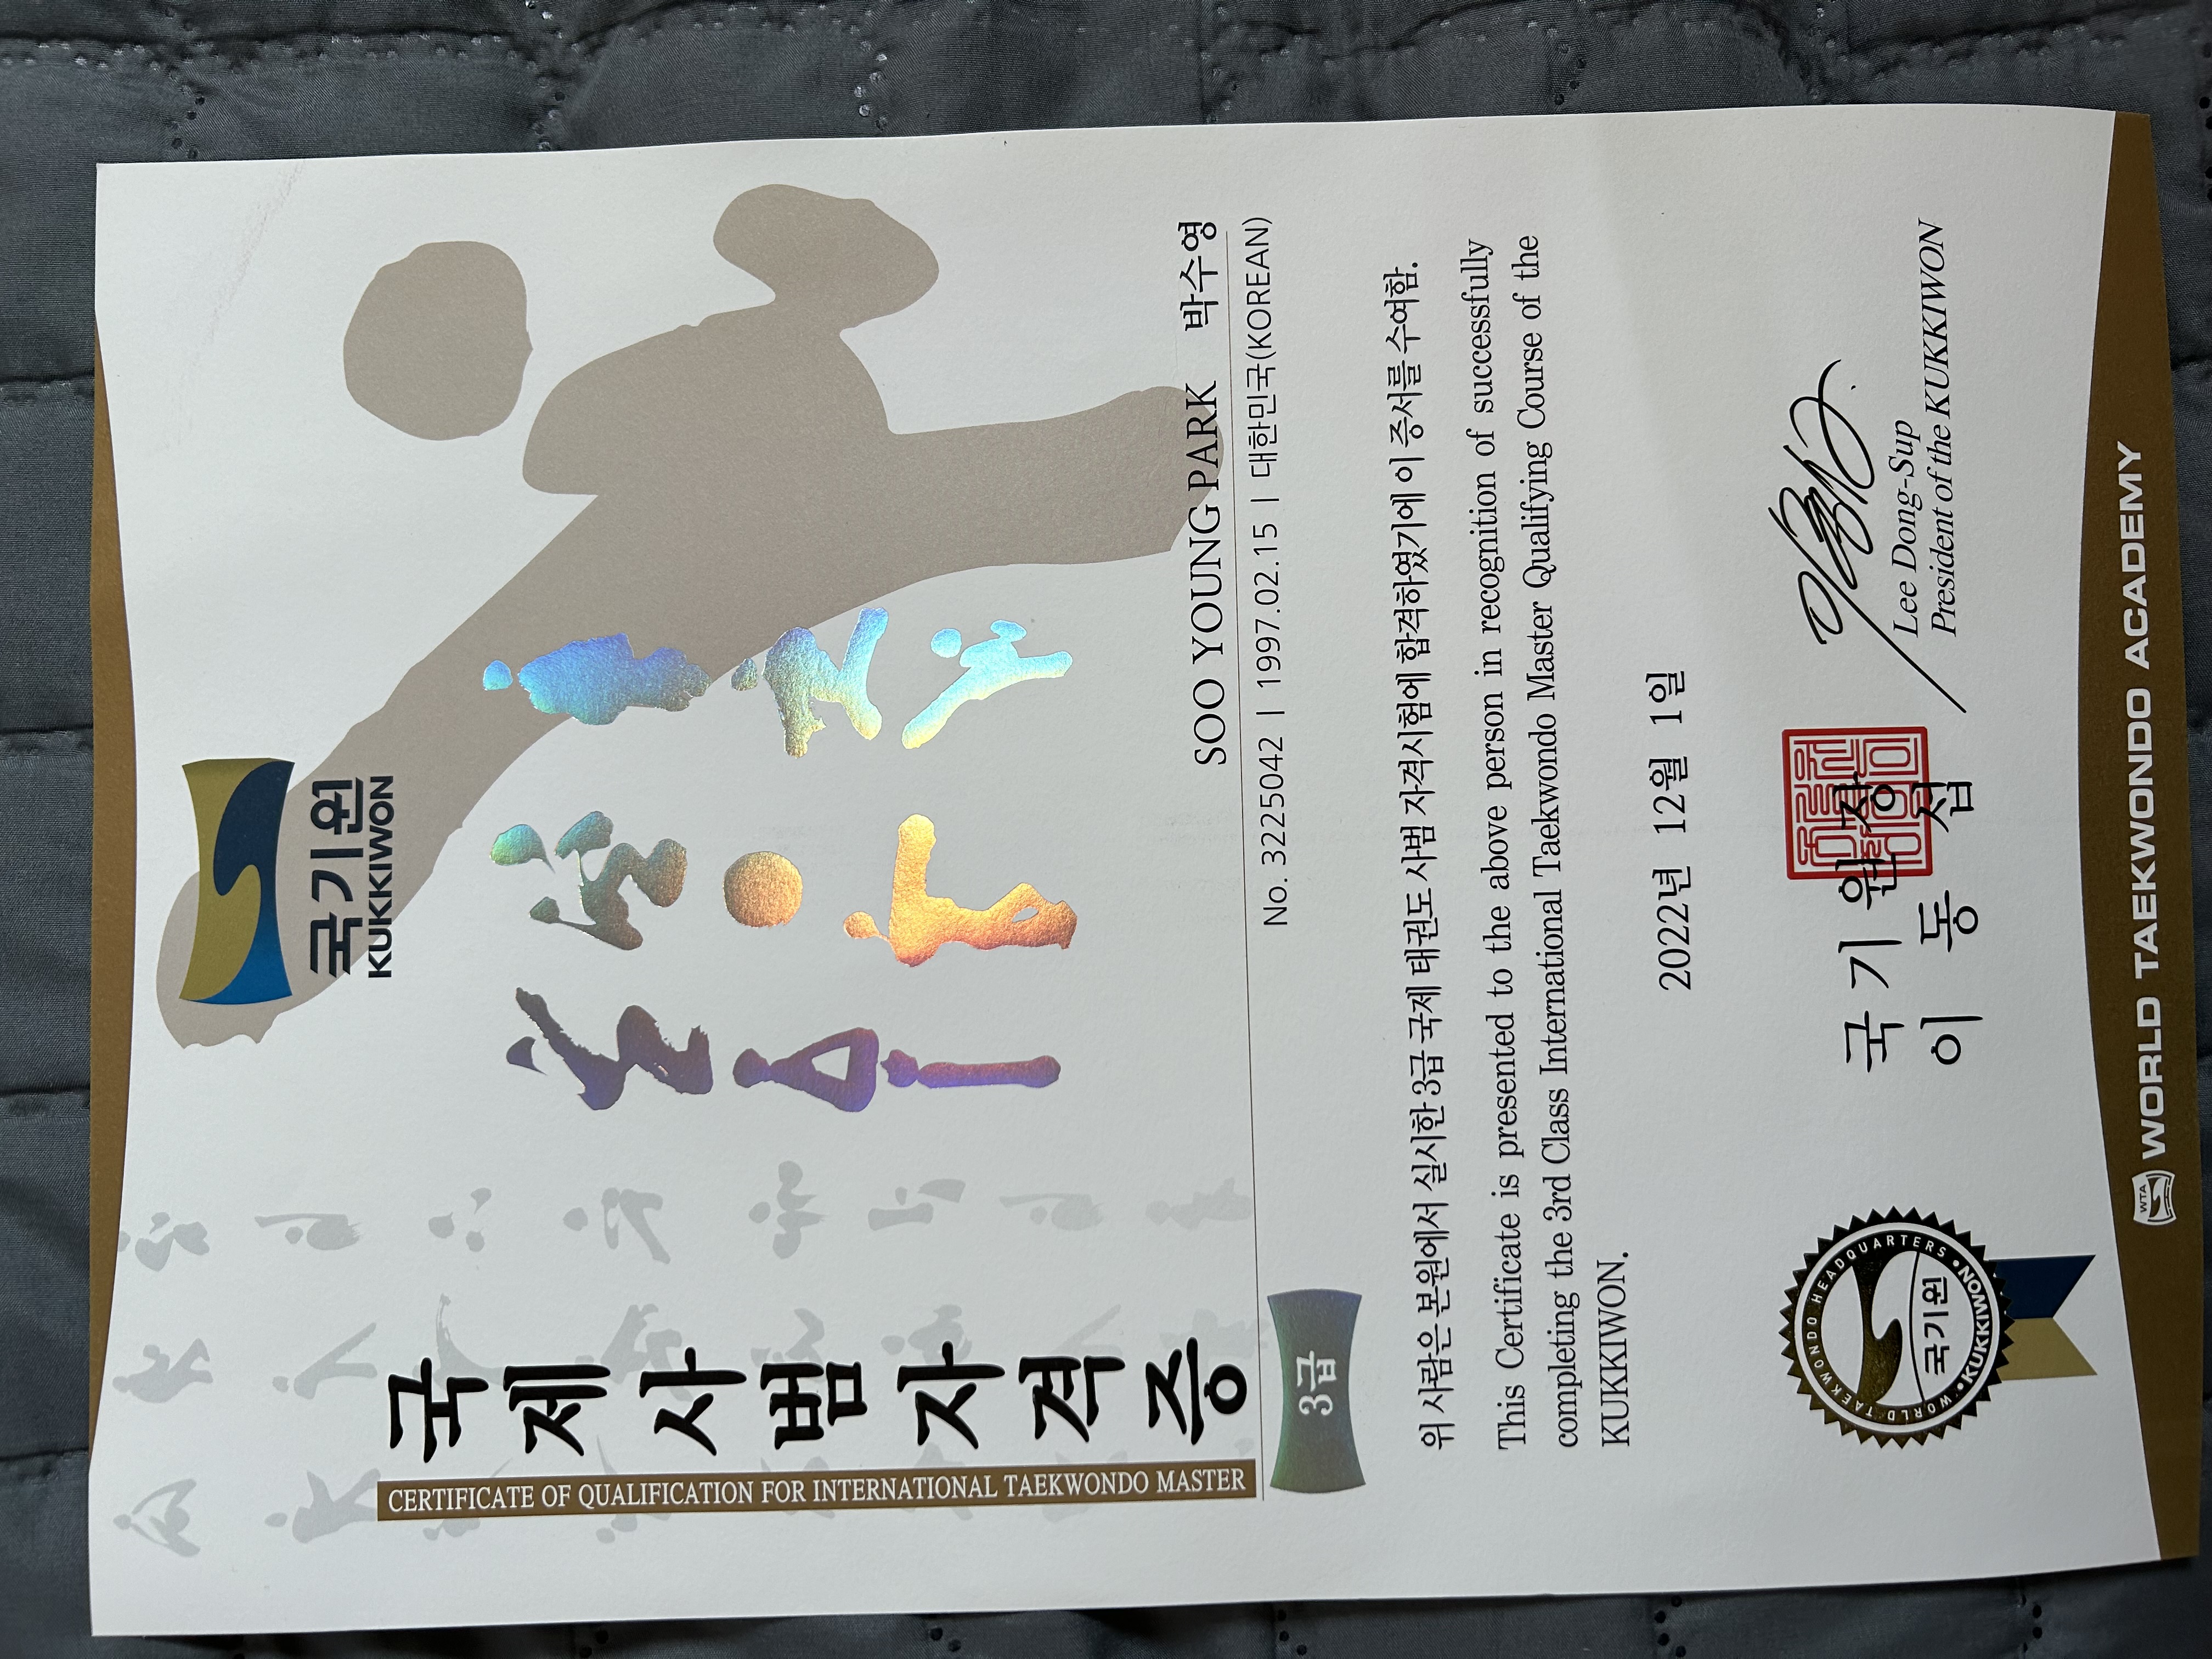 국기원
KUKKIWON
국
제
사
범
자
격
증
CERTIFICATE OF QUALIFICATION FOR INTERNATIONAL TAEKWONDO MASTER
SOO YOUNG PARK 박수영
No. 3225042 | 1997.02.15 | 대한민국(KOREAN)
3급
위 사람은 본원에서 실시한 3급 국제 태권도 사범 자격시험에 합격하였기에 이 증서를 수여함.
This Certificate is presented to the above person in recognition of successfully
completing the 3rd Class International Taekwondo Master Qualifying Course of the
KUKKIWON.
2022년 12월 1일
국 기 원 장
이 동 섭
Lee Dong-Sup
President of the KUKKIWON
WORLD TAEKWONDO HEADQUARTERS
국기원
KUKKIWON
WTA
WORLD TAEKWONDO ACADEMY